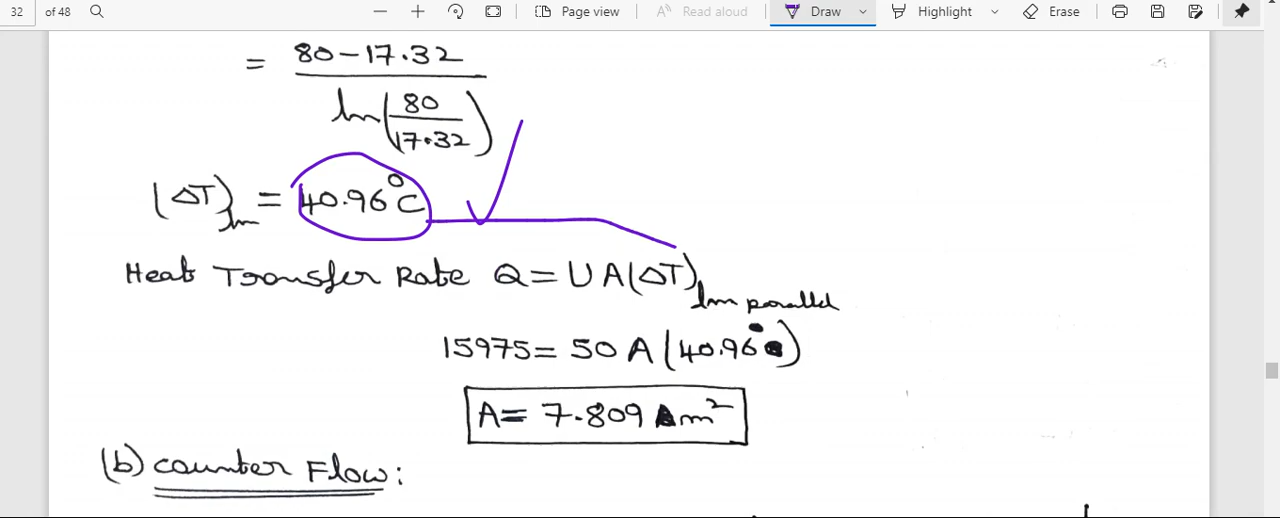 32 of 48 Page view Read aloud Draw Highlight Erase
= 80-17.32
ln(80/17.32)
(ΔT)lm = 40.96°C
Heat Transfer Rate Q = U A(ΔT)lm parallel
15975 = 50 A (40.96°)
A = 7.809 m²
(b) counter Flow: